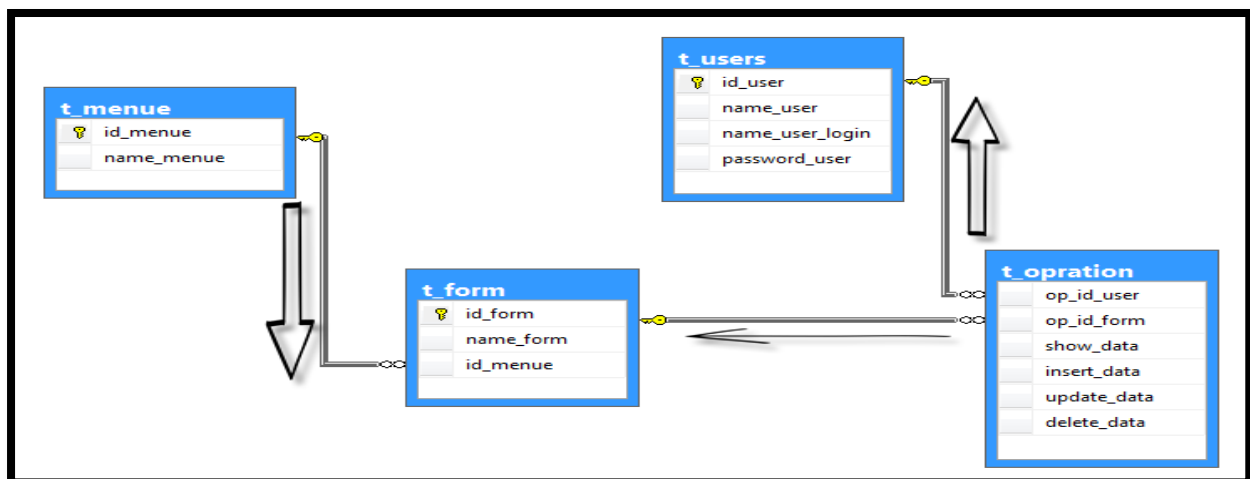 t_menue
id_menue
name_menue
t_users
id_user
name_user
name_user_login
password_user
t_form
id_form
name_form
id_menue
t_opration
op_id_user
op_id_form
show_data
insert_data
update_data
delete_data